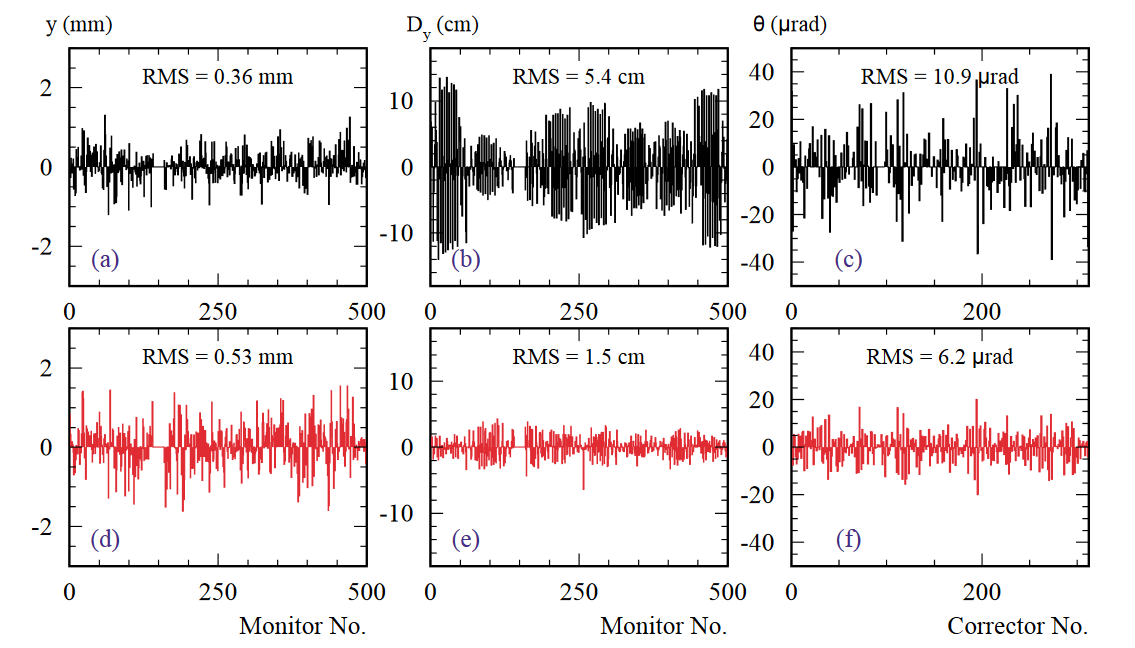 y (mm)
D_y (cm)
θ (μrad)
RMS = 0.36 mm
RMS = 5.4 cm
RMS = 10.9 μrad
2
0
-2
10
0
-10
40
20
0
-20
-40
(a)
(b)
(c)
0 250 500
0 250 500
0 200
RMS = 0.53 mm
RMS = 1.5 cm
RMS = 6.2 μrad
2
0
-2
10
0
-10
40
20
0
-20
-40
(d)
(e)
(f)
0 250 500
0 250 500
0 200
Monitor No.
Monitor No.
Corrector No.